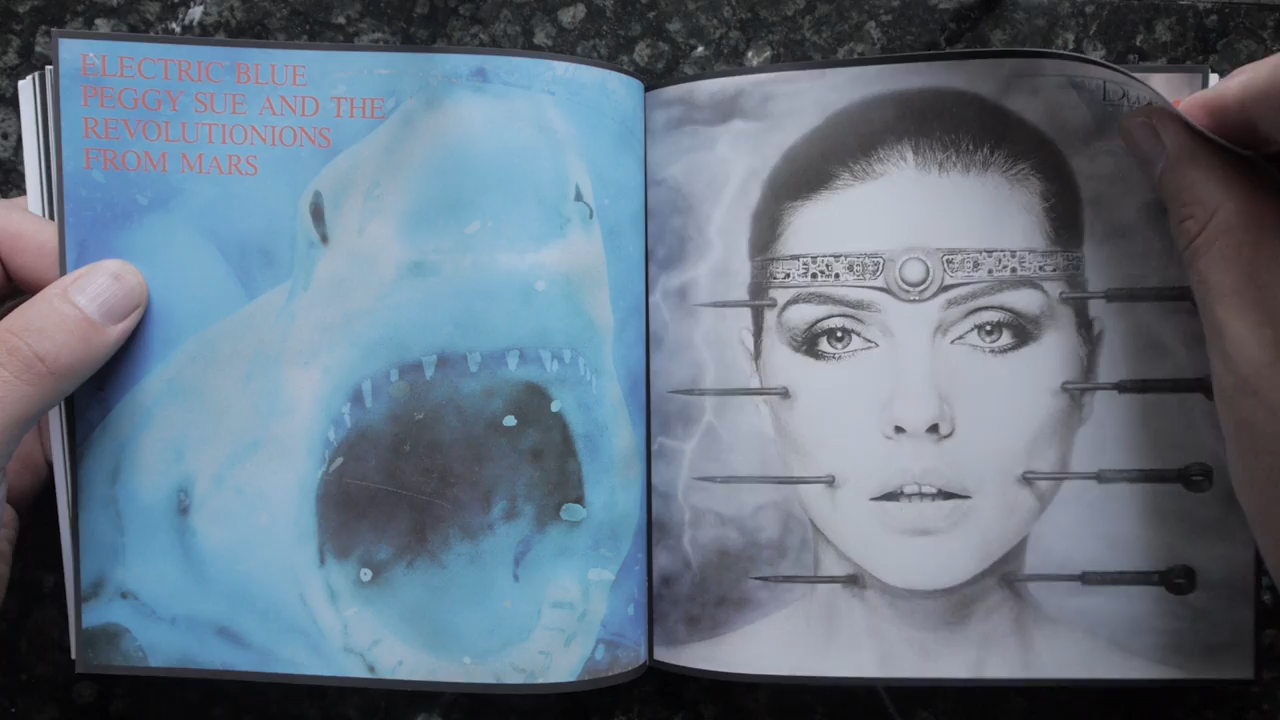 ELECTRIC BLUE
PEGGY SUE AND THE
REVOLUTIONIONS
FROM MARS